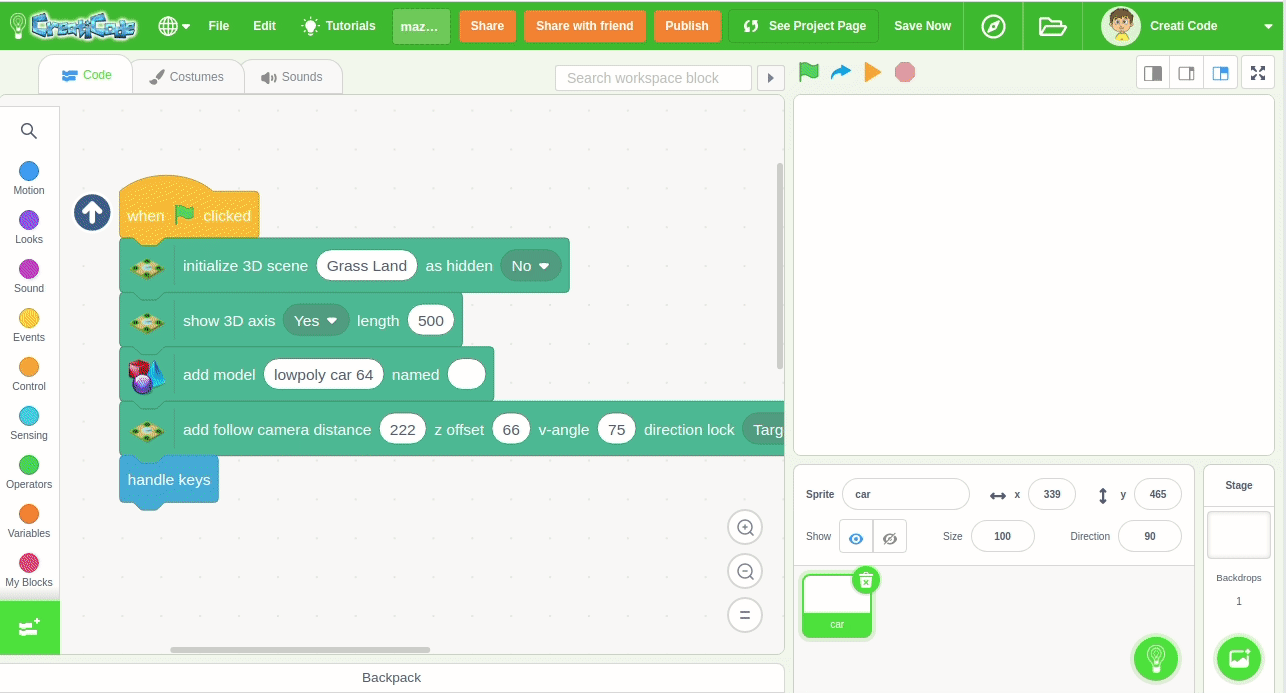 CreatiCode File Edit Tutorials maz... Share Share with friend Publish See Project Page Save Now Creati Code
Code Costumes Sounds Search workspace block
Motion
Looks
Sound
Events
Control
Sensing
Operators
Variables
My Blocks
when clicked
initialize 3D scene Grass Land as hidden No
show 3D axis Yes length 500
add model lowpoly car 64 named
add follow camera distance 222 z offset 66 v-angle 75 direction lock Targ
handle keys
Backpack
Sprite car x 339 y 465
Show Size 100 Direction 90
car
Stage
Backdrops
1